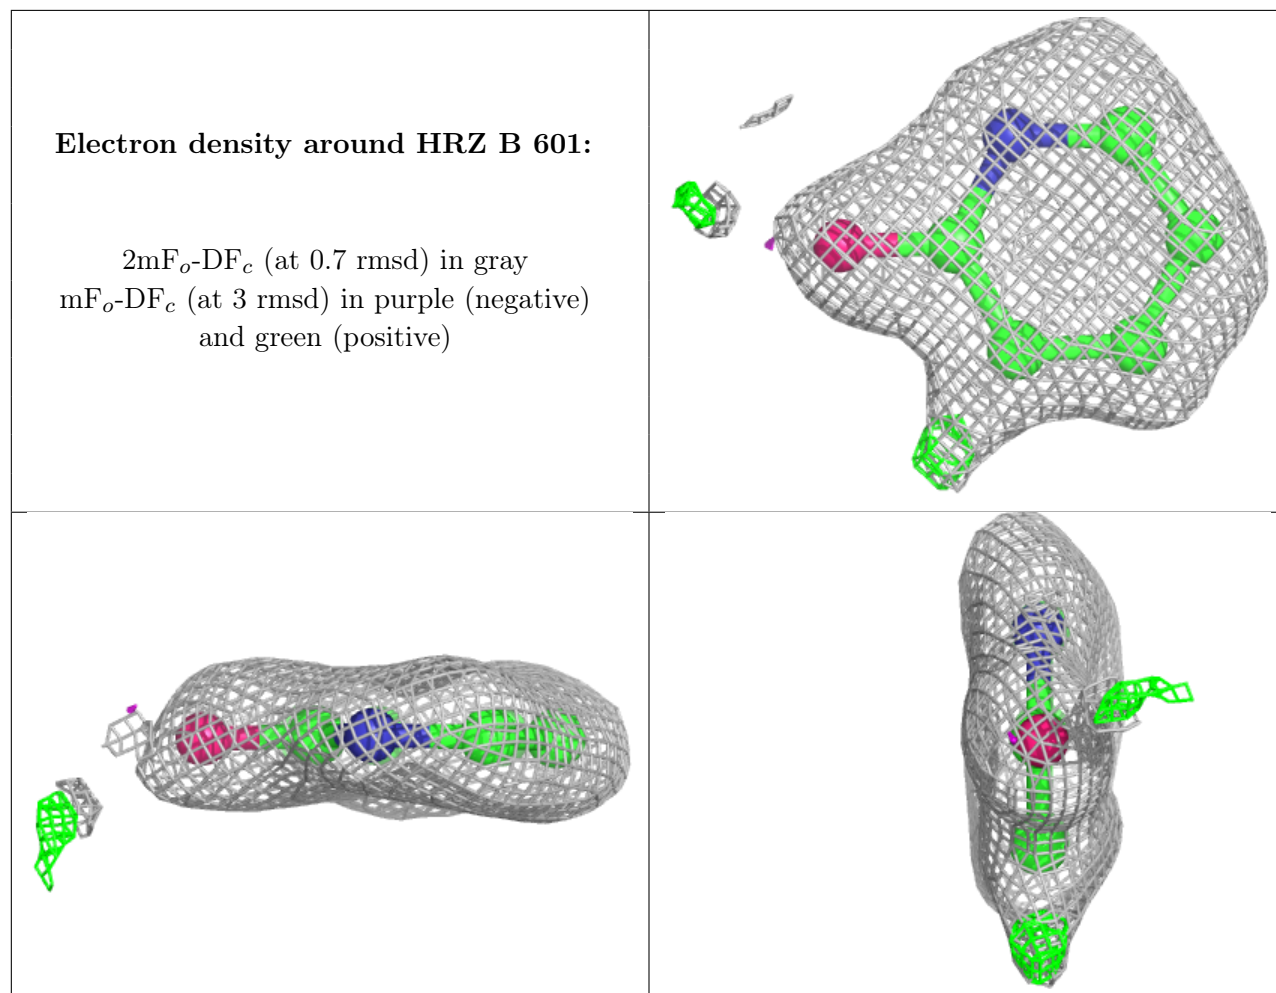 Electron density around HRZ B 601:
2mFₒ-DF𝒸 (at 0.7 rmsd) in gray
mFₒ-DF𝒸 (at 3 rmsd) in purple (negative)
and green (positive)